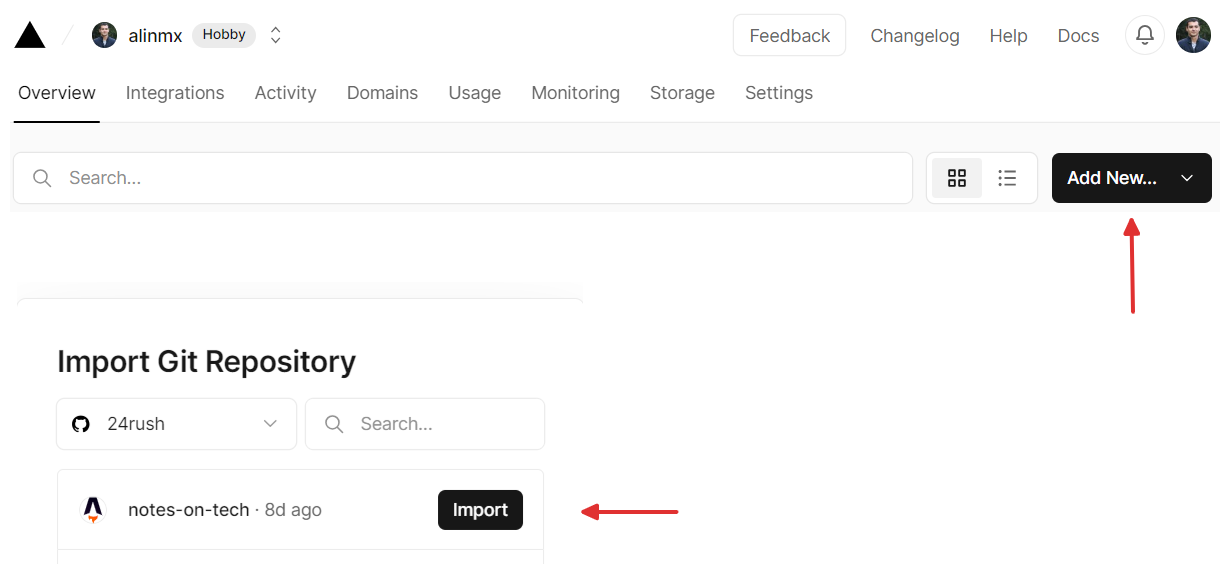 alinmx Hobby Feedback Changelog Help Docs
Overview Integrations Activity Domains Usage Monitoring Storage Settings
Search... Add New...
Import Git Repository
24rush Search...
notes-on-tech · 8d ago Import